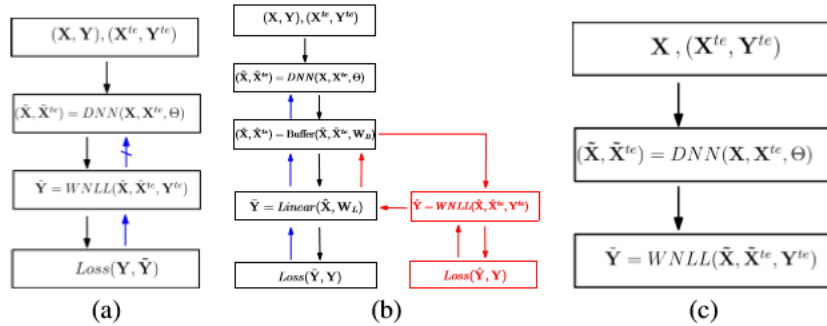 (X, Y), (X^te, Y^te)
(X̃, X̃^te) = DNN(X, X^te, Θ)
Ŷ = WNLL(X̃, X̃^te, Y^te)
Loss(Y, Ỹ)
(a)
(X, Y), (X^te, Y^te)
(X̃, X̃^te) = DNN(X, X^te, Θ)
(X̂, X̂^te) = Buffer(X̃, X̃^te, W_B)
Ỹ = Linear(X̂, W_L)
Ŷ = WNLL(X̂, X̂^te, Y^te)
Loss(Ỹ, Y)
Loss(Ŷ, Y)
(b)
X , (X^te, Y^te)
(X̃, X̃^te) = DNN(X, X^te, Θ)
Ŷ = WNLL(X̃, X̃^te, Y^te)
(c)